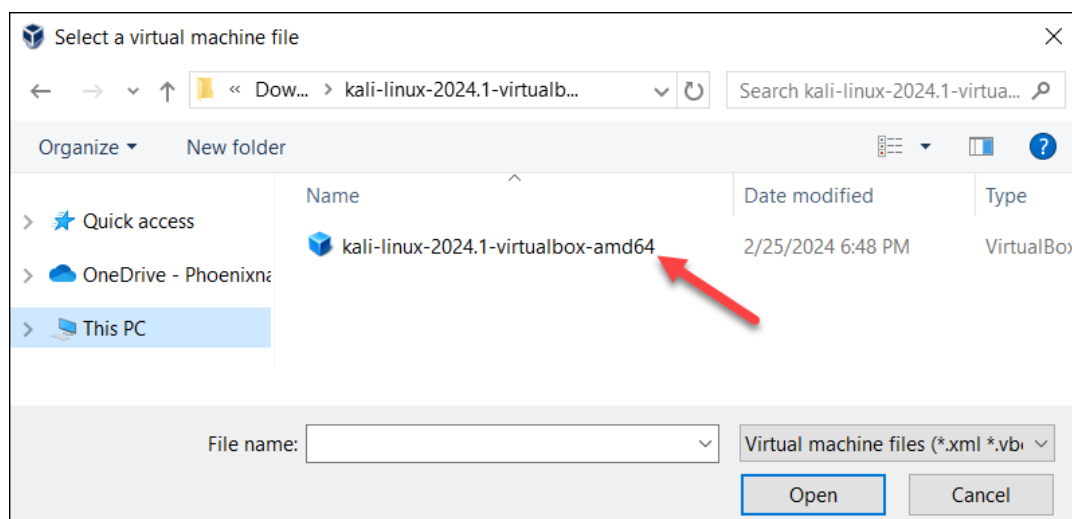 Select a virtual machine file
« Dow... > kali-linux-2024.1-virtualb...
Search kali-linux-2024.1-virtua...
Organize
New folder
Name
Date modified
Type
Quick access
kali-linux-2024.1-virtualbox-amd64
2/25/2024 6:48 PM
VirtualBox
OneDrive - Phoenixna
This PC
File name:
Virtual machine files (*.xml *.vb
Open
Cancel